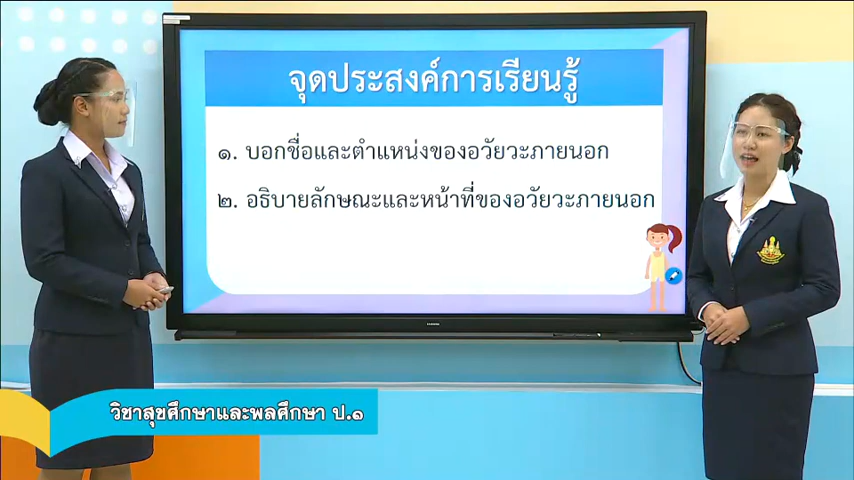 จุดประสงค์การเรียนรู้
๑. บอกชื่อและตำแหน่งของอวัยวะภายนอก
๒. อธิบายลักษณะและหน้าที่ของอวัยวะภายนอก
วิชาสุขศึกษาและพลศึกษา ป.๑